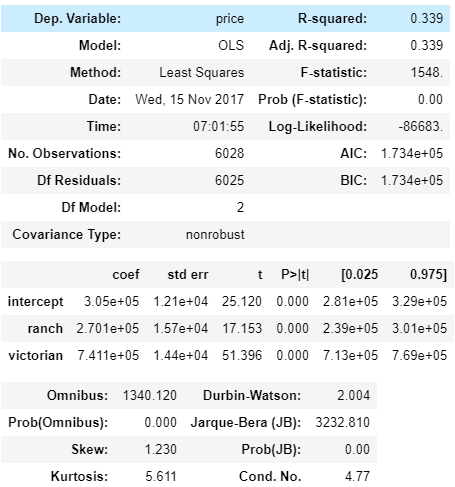 Dep. Variable: price R-squared: 0.339
Model: OLS Adj. R-squared: 0.339
Method: Least Squares F-statistic: 1548.
Date: Wed, 15 Nov 2017 Prob (F-statistic): 0.00
Time: 07:01:55 Log-Likelihood: -86683.
No. Observations: 6028 AIC: 1.734e+05
Df Residuals: 6025 BIC: 1.734e+05
Df Model: 2
Covariance Type: nonrobust
coef std err t P>|t| [0.025 0.975]
intercept 3.05e+05 1.21e+04 25.120 0.000 2.81e+05 3.29e+05
ranch 2.701e+05 1.57e+04 17.153 0.000 2.39e+05 3.01e+05
victorian 7.411e+05 1.44e+04 51.396 0.000 7.13e+05 7.69e+05
Omnibus: 1340.120 Durbin-Watson: 2.004
Prob(Omnibus): 0.000 Jarque-Bera (JB): 3232.810
Skew: 1.230 Prob(JB): 0.00
Kurtosis: 5.611 Cond. No. 4.77